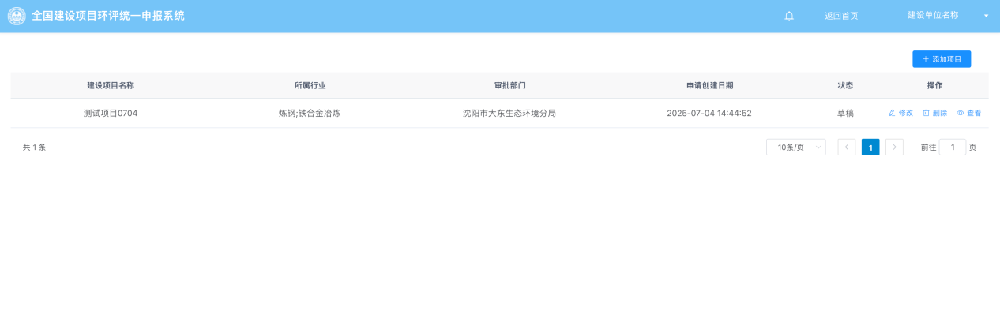 全国建设项目环评统一申报系统 返回首页 建设单位名称
添加项目
建设项目名称 所属行业 审批部门 申请创建日期 状态 操作
测试项目0704 炼钢;铁合金冶炼 沈阳市大东生态环境分局 2025-07-04 14:44:52 草稿 修改 删除 查看
共 1 条 10条/页 1 前往 1 页